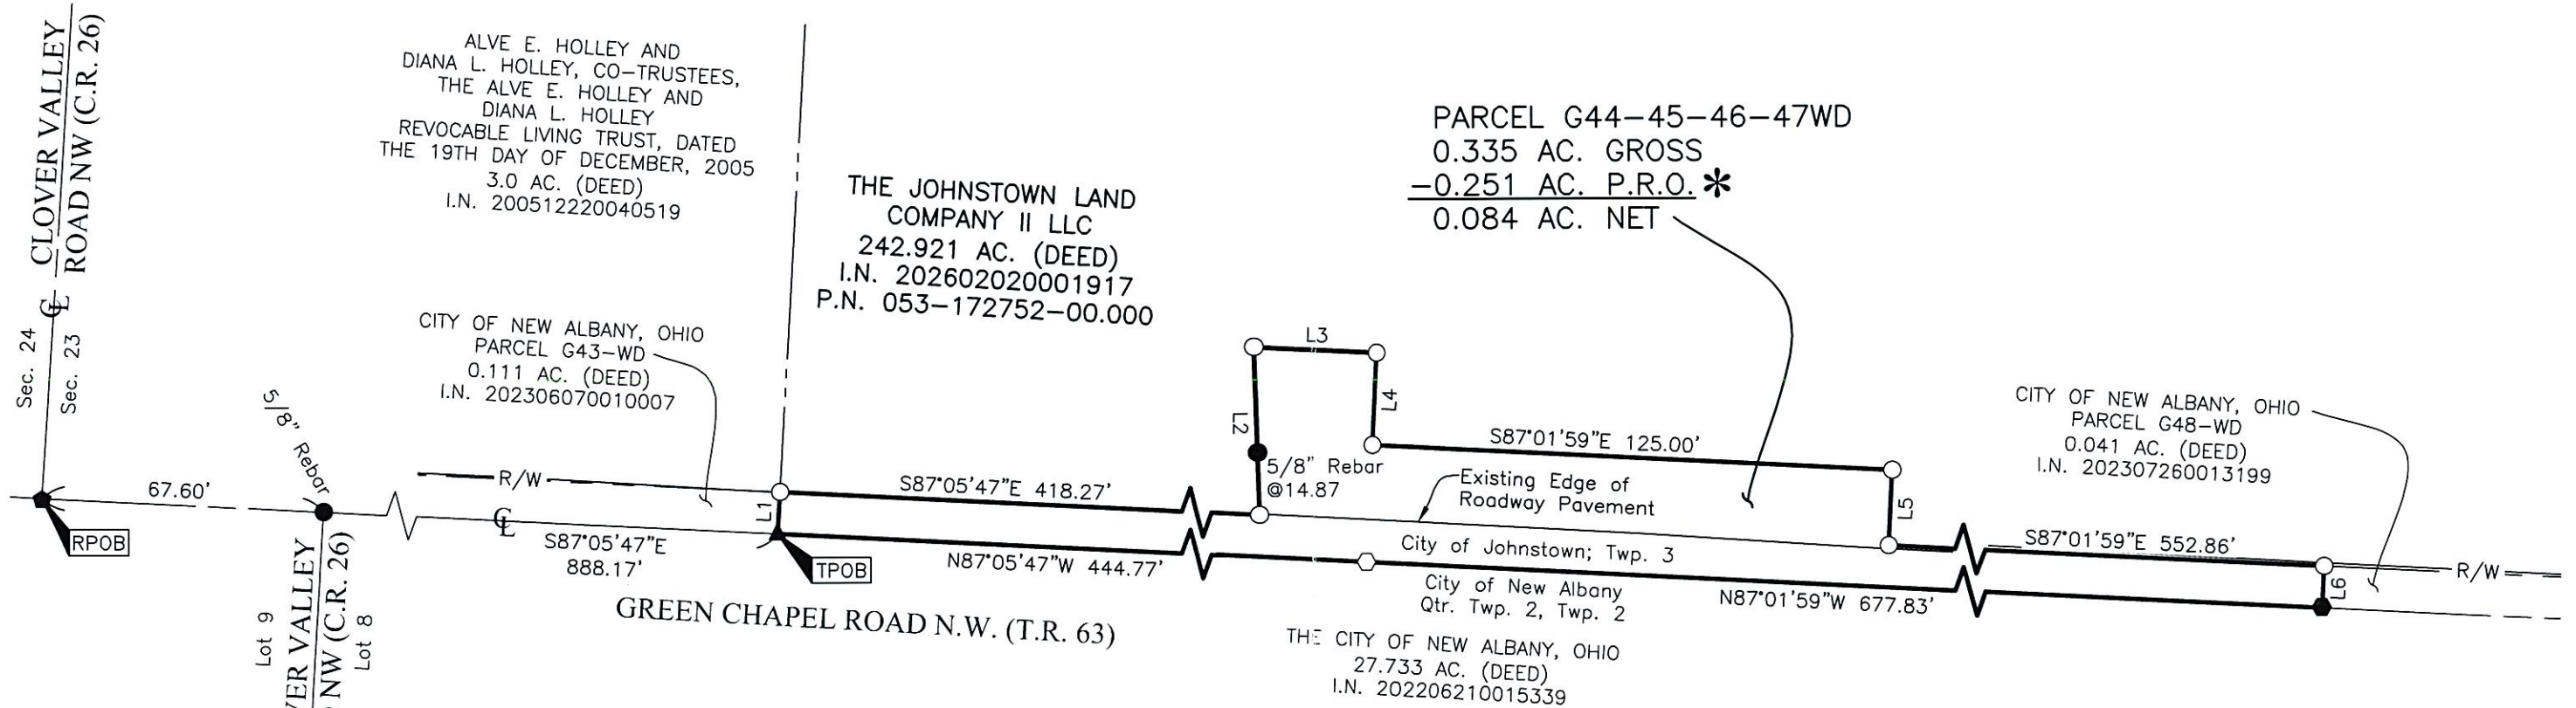 CLOVER VALLEY
ROAD NW (C.R. 26)
Sec. 24
CL
Sec. 23
ALVE E. HOLLEY AND
DIANA L. HOLLEY, CO-TRUSTEES,
THE ALVE E. HOLLEY AND
DIANA L. HOLLEY
REVOCABLE LIVING TRUST, DATED
THE 19TH DAY OF DECEMBER, 2005
3.0 AC. (DEED)
I.N. 200512220040519
THE JOHNSTOWN LAND
COMPANY II LLC
242.921 AC. (DEED)
I.N. 202602020001917
P.N. 053-172752-00.000
PARCEL G44-45-46-47WD
0.335 AC. GROSS
-0.251 AC. P.R.O.*
0.084 AC. NET
CITY OF NEW ALBANY, OHIO
PARCEL G43-WD
0.111 AC. (DEED)
I.N. 202306070010007
CITY OF NEW ALBANY, OHIO
PARCEL G48-WD
0.041 AC. (DEED)
I.N. 202307260013199
67.60'
RPOB
5/8" Rebar
R/W
CL
S87°05'47"E
888.17'
L1
TPOB
S87°05'47"E 418.27'
N87°05'47"W 444.77'
L2
L3
L4
5/8" Rebar
@14.87
S87°01'59"E 125.00'
Existing Edge of
Roadway Pavement
L5
City of Johnstown; Twp. 3
City of New Albany
Qtr. Twp. 2, Twp. 2
S87°01'59"E 552.86'
N87°01'59"W 677.83'
L6
R/W
GREEN CHAPEL ROAD N.W. (T.R. 63)
THE CITY OF NEW ALBANY, OHIO
27.733 AC. (DEED)
I.N. 202206210015339
Lot 9
VER VALLEY
NW (C.R. 26)
Lot 8